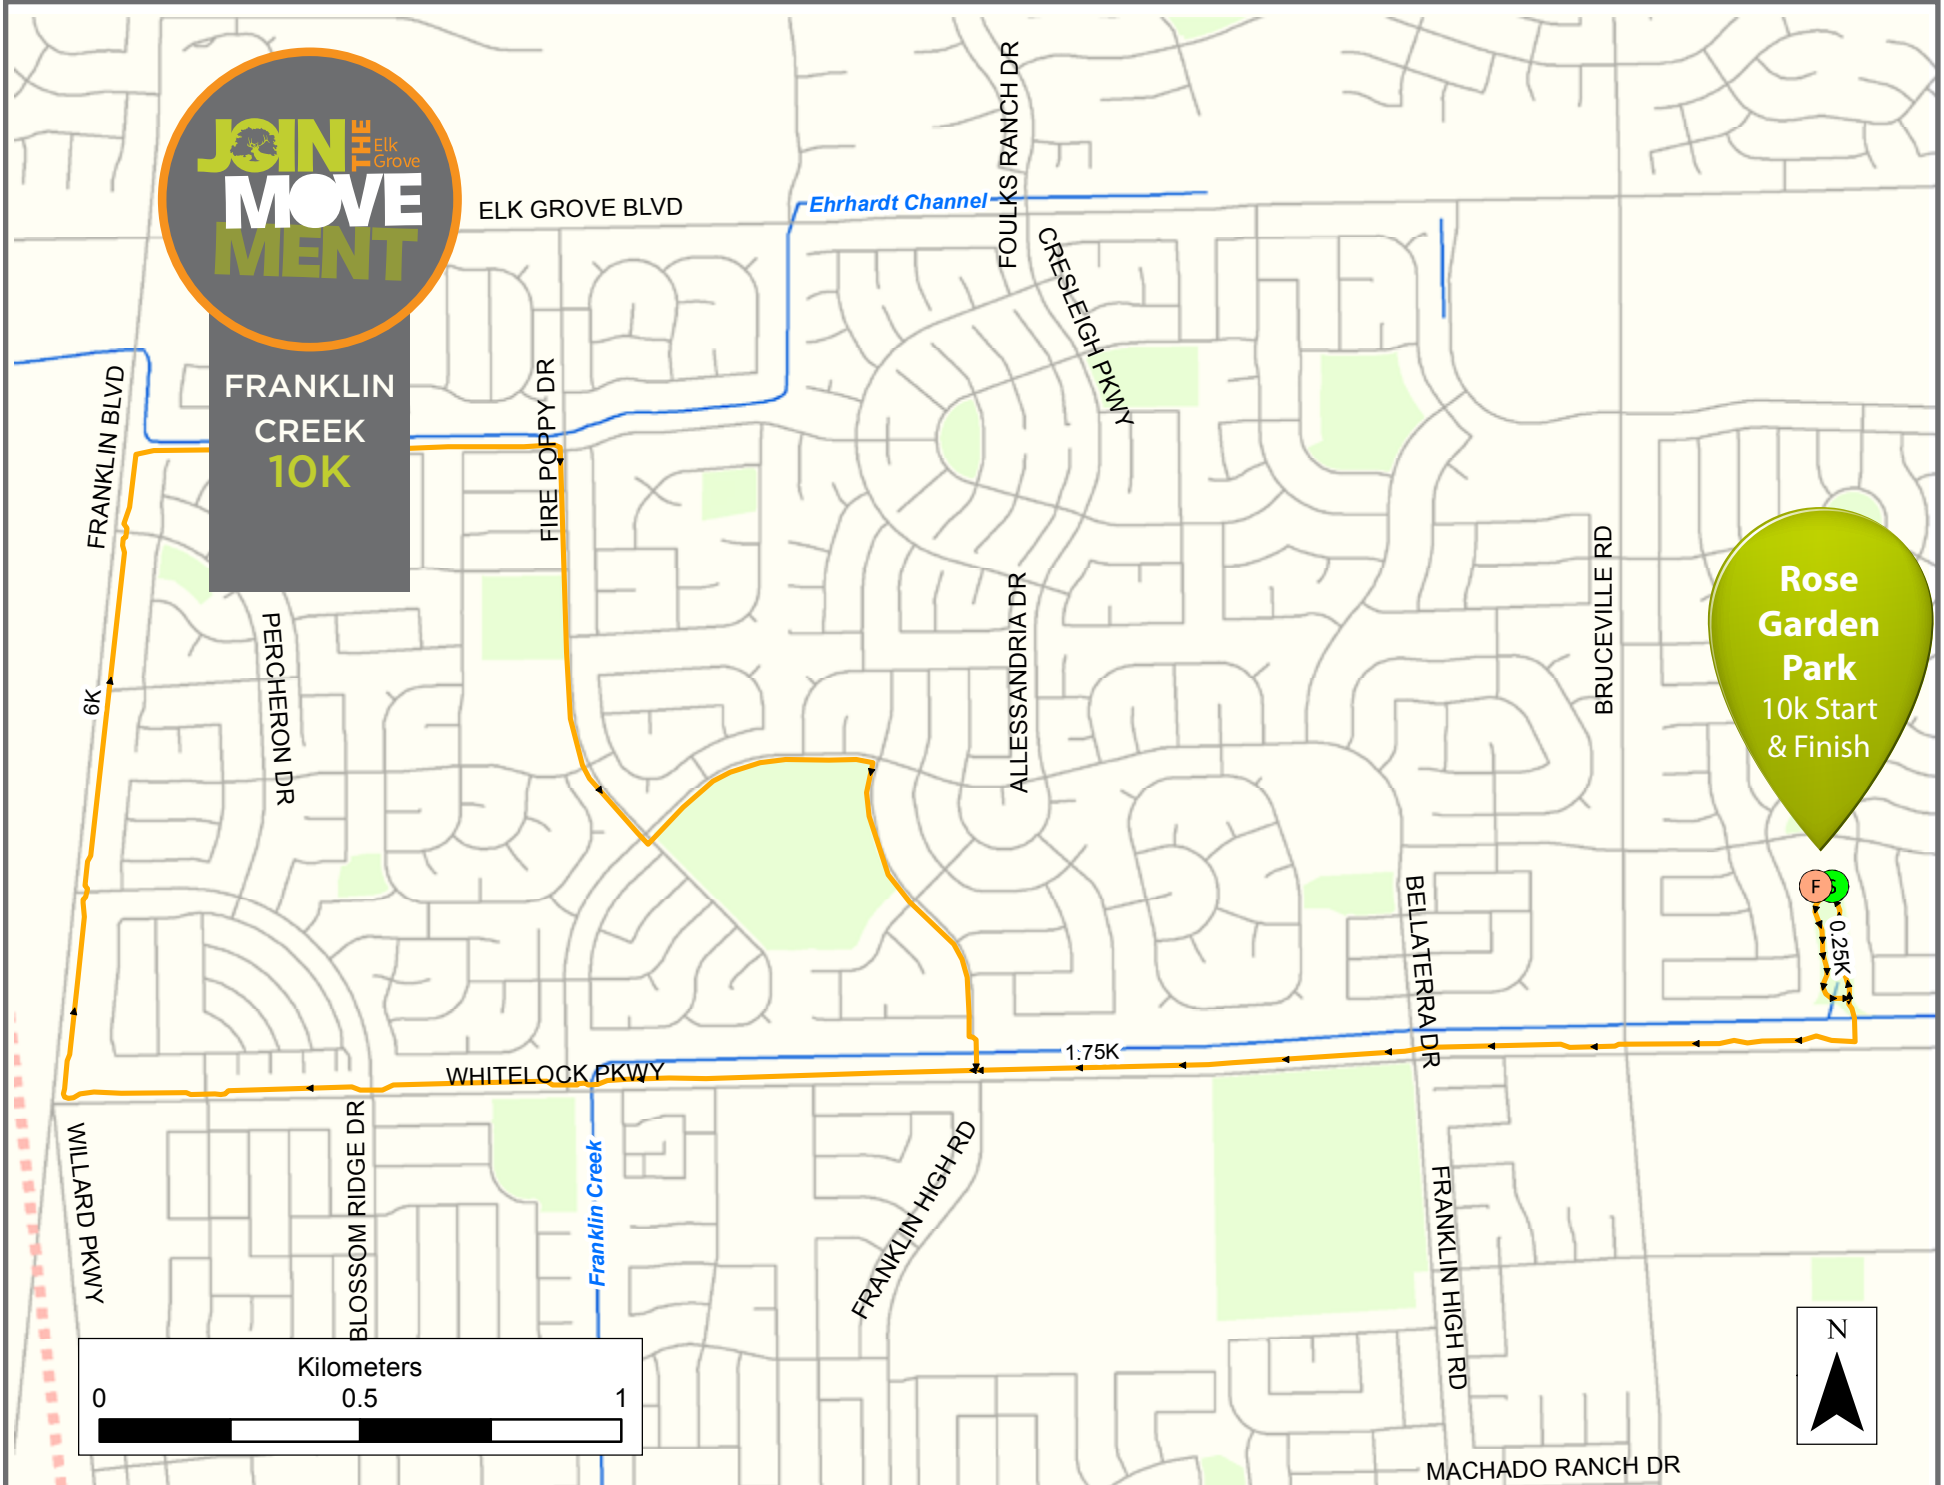 JOIN
THE
Elk
Grove
MOVE
MENT
FRANKLIN
CREEK
10K
ELK GROVE BLVD
Ehrhardt Channel
FOULKS RANCH DR
CRESLEIGH PKWY
FRANKLIN BLVD
FIRE POPPY DR
PERCHERON DR
ALLESSANDRIA DR
BRUCEVILLE RD
Rose
Garden
Park
10k Start
& Finish
6K
F
S
0.25K
BELLATERRA DR
1.75K
WHITELOCK PKWY
WILLARD PKWY
BLOSSOM RIDGE DR
Franklin Creek
FRANKLIN HIGH RD
FRANKLIN HIGH RD
Kilometers
0 0.5 1
N
MACHADO RANCH DR